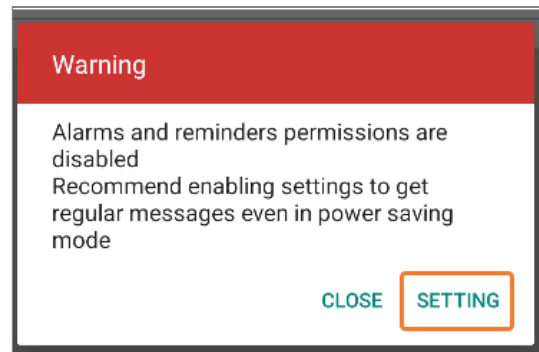 Warning
Alarms and reminders permissions are
disabled
Recommend enabling settings to get
regular messages even in power saving
mode
CLOSE SETTING